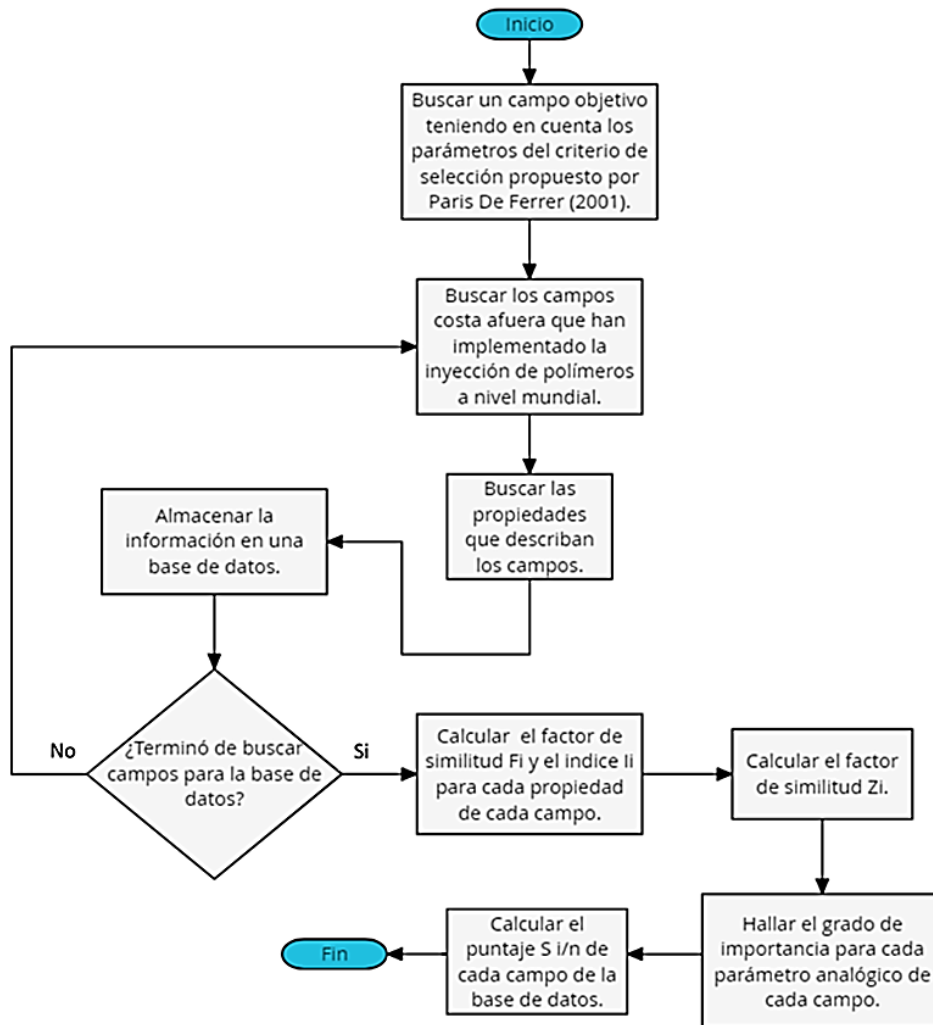 Inicio
Buscar un campo objetivo
teniendo en cuenta los
parámetros del criterio de
selección propuesto por
Paris De Ferrer (2001).
Buscar los campos
costa afuera que han
implementado la
inyección de polímeros
a nivel mundial.
Buscar las
propiedades
que describan
los campos.
Almacenar la
información en una
base de datos.
¿Terminó de buscar
campos para la base de
datos?
No
Si
Calcular el factor de
similitud Fi y el indice Ii
para cada propiedad
de cada campo.
Calcular el factor
de similitud Zi.
Hallar el grado de
importancia para cada
parámetro analógico de
cada campo.
Calcular el
puntaje S i/n de
cada campo de la
base de datos.
Fin